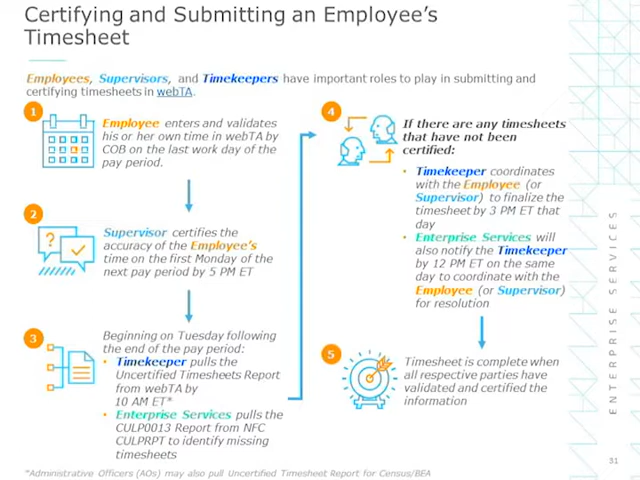 Certifying and Submitting an Employee's
Timesheet
Employees, Supervisors, and Timekeepers have important roles to play in submitting and
certifying timesheets in webTA.
1
Employee enters and validates
his or her own time in webTA by
COB on the last work day of the
pay period.
2
Supervisor certifies the
accuracy of the Employee's
time on the first Monday of the
next pay period by 5 PM ET
3
Beginning on Tuesday following
the end of the pay period:
• Timekeeper pulls the
Uncertified Timesheets Report
from webTA by
10 AM ET*
• Enterprise Services pulls the
CULP0013 Report from NFC
CULPRPT to identify missing
timesheets
4
If there are any timesheets
that have not been
certified:
• Timekeeper coordinates
with the Employee (or
Supervisor) to finalize the
timesheet by 3 PM ET that
day
• Enterprise Services will
also notify the Timekeeper
by 12 PM ET on the same
day to coordinate with the
Employee (or Supervisor)
for resolution
5
Timesheet is complete when
all respective parties have
validated and certified the
information
ENTERPRISE SERVICES
31
*Administrative Officers (AOs) may also pull Uncertified Timesheet Report for Census/BEA